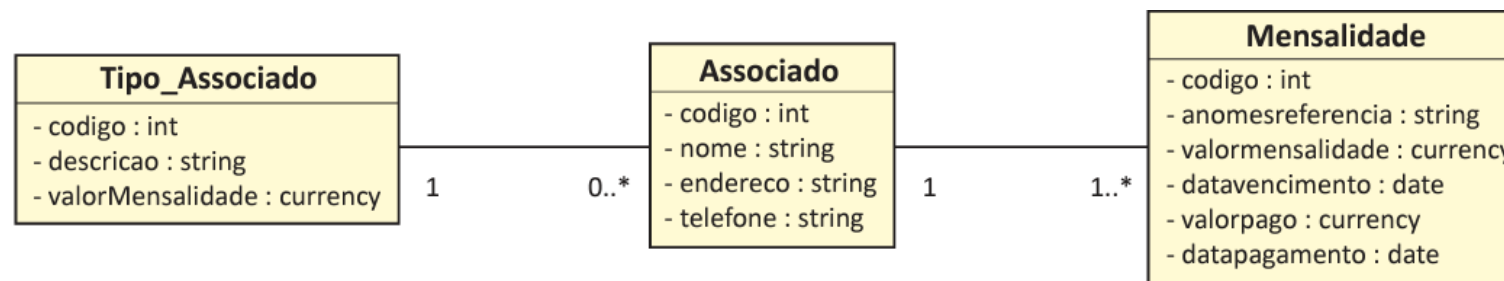 Tipo_Associado
- codigo : int
- descricao : string
- valorMensalidade : currency
1
0..*
Associado
- codigo : int
- nome : string
- endereco : string
- telefone : string
1
1..*
Mensalidade
- codigo : int
- anomesreferencia : string
- valormensalidade : currency
- datavencimento : date
- valorpago : currency
- datapagamento : date